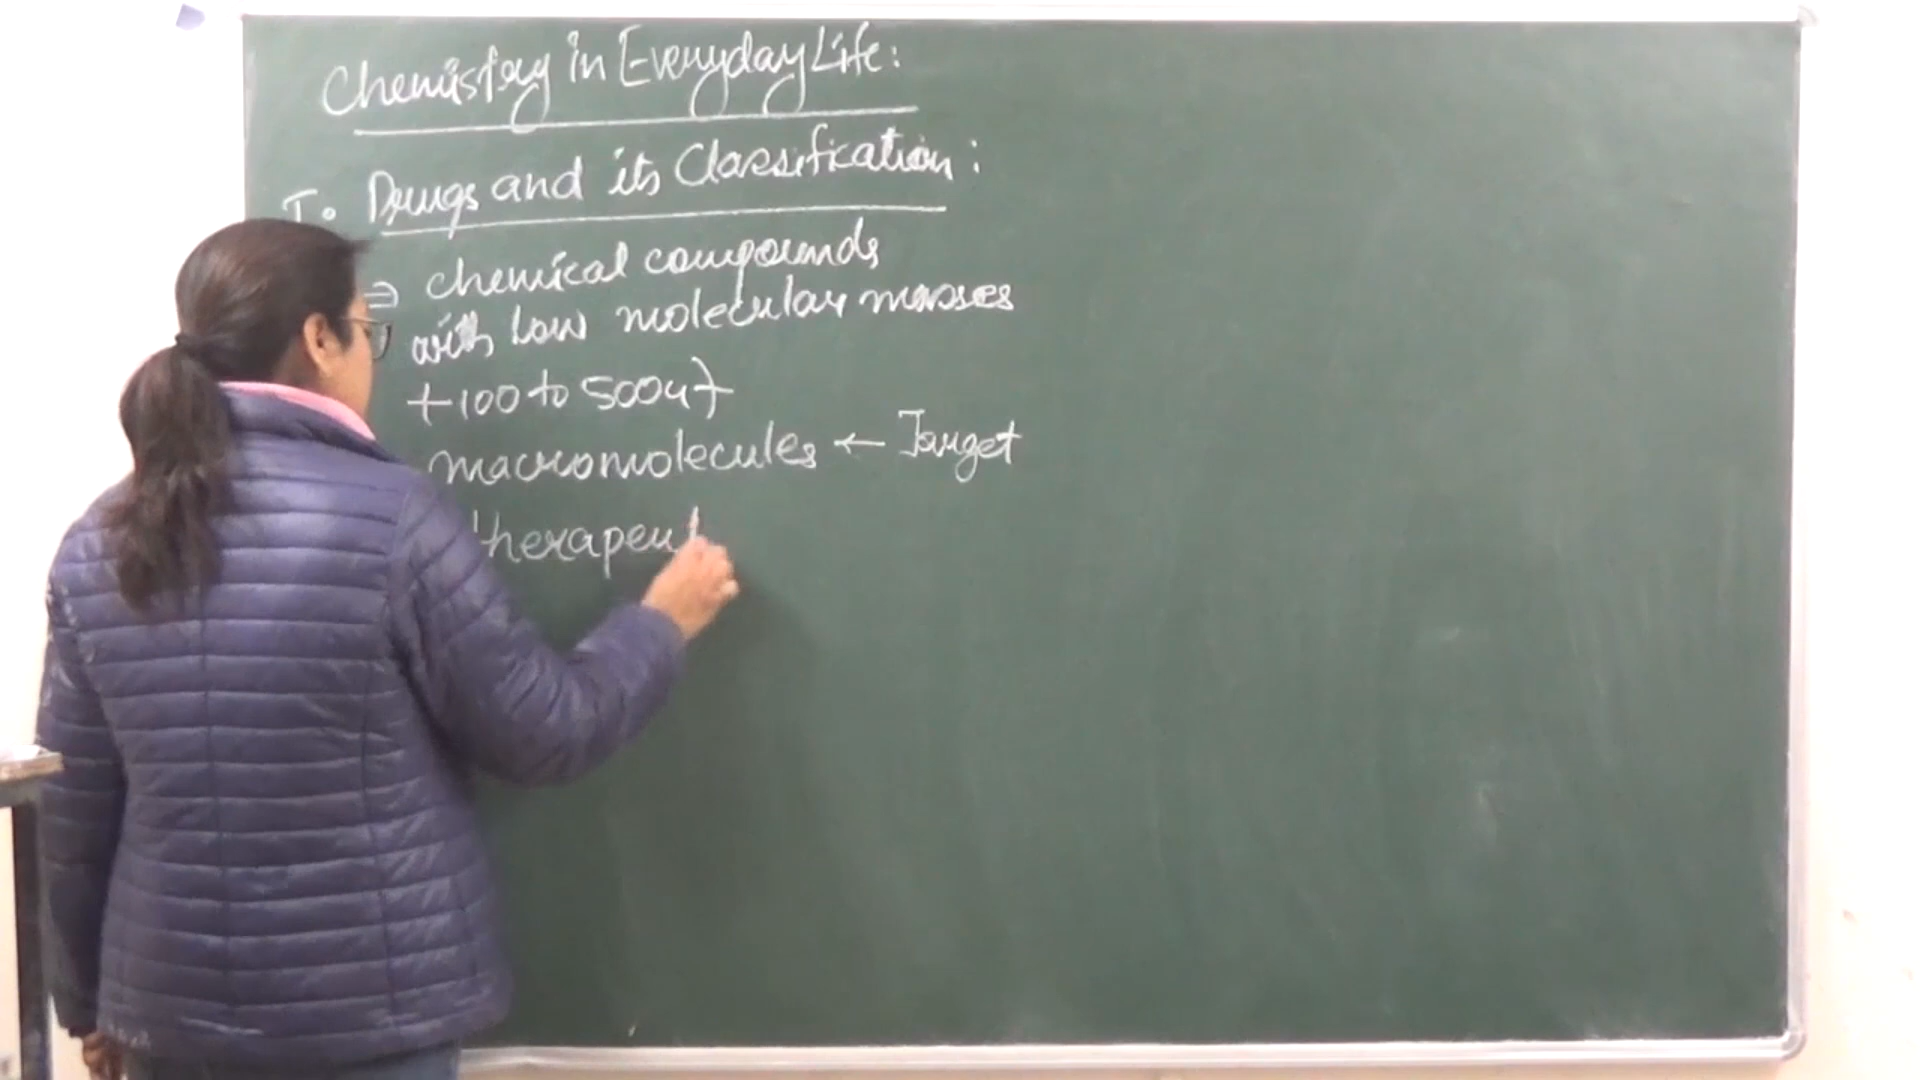 Chemistry in Everyday Life:
I. Drugs and its Classification:
⇒ chemical compounds
with low molecular masses
(100 to 500u)
macromolecules ← Target
therapeut